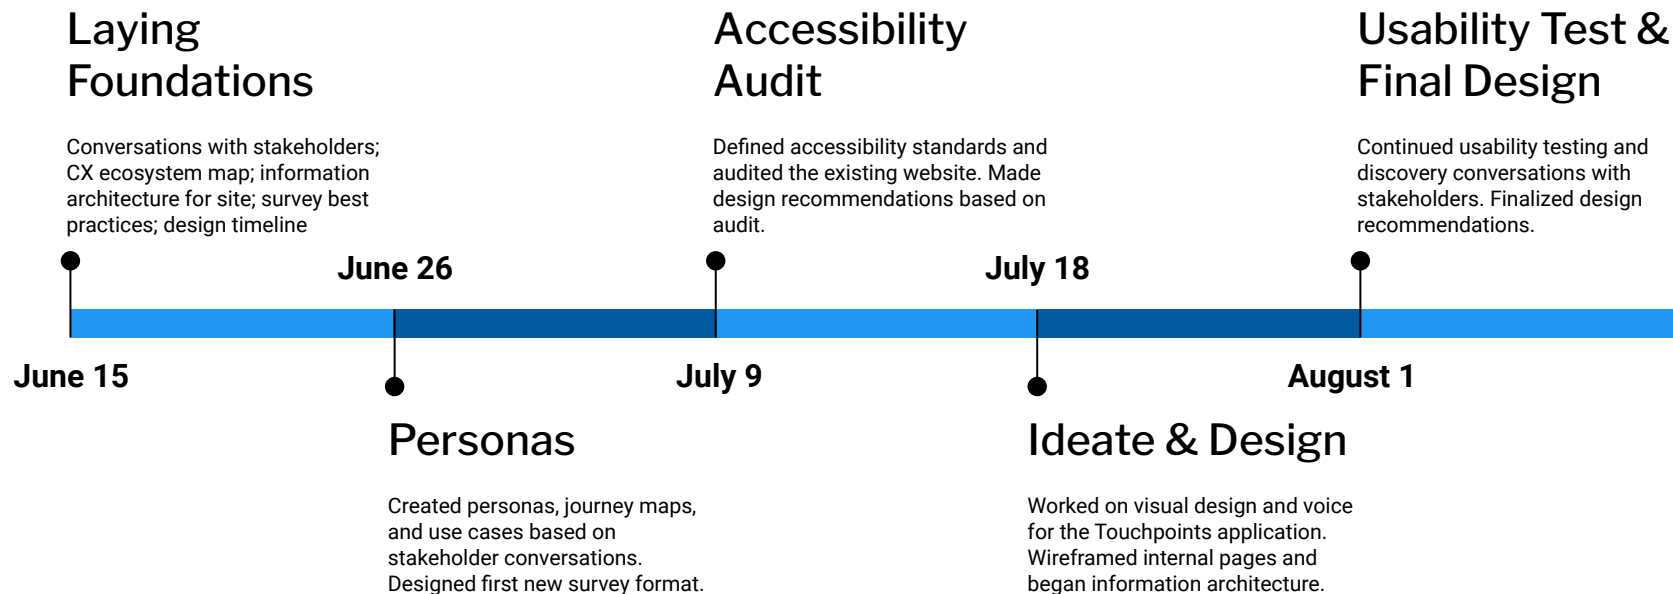 Laying
Foundations
Conversations with stakeholders;
CX ecosystem map; information
architecture for site; survey best
practices; design timeline
Accessibility
Audit
Defined accessibility standards and
audited the existing website. Made
design recommendations based on
audit.
Usability Test &
Final Design
Continued usability testing and
discovery conversations with
stakeholders. Finalized design
recommendations.
June 26
July 18
June 15
July 9
August 1
Personas
Created personas, journey maps,
and use cases based on
stakeholder conversations.
Designed first new survey format.
Ideate & Design
Worked on visual design and voice
for the Touchpoints application.
Wireframed internal pages and
began information architecture.